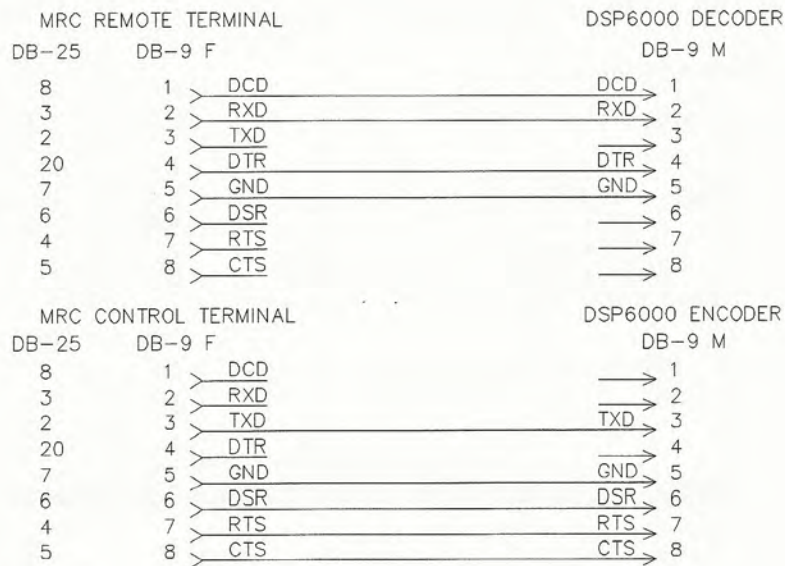 MRC REMOTE TERMINAL DSP6000 DECODER
DB-25 DB-9 F DB-9 M
8 1 DCD DCD 1
3 2 RXD RXD 2
2 3 TXD 3
20 4 DTR DTR 4
7 5 GND GND 5
6 6 DSR 6
4 7 RTS 7
5 8 CTS 8
MRC CONTROL TERMINAL DSP6000 ENCODER
DB-25 DB-9 F DB-9 M
8 1 DCD 1
3 2 RXD 2
2 3 TXD TXD 3
20 4 DTR 4
7 5 GND GND 5
6 6 DSR DSR 6
4 7 RTS RTS 7
5 8 CTS CTS 8